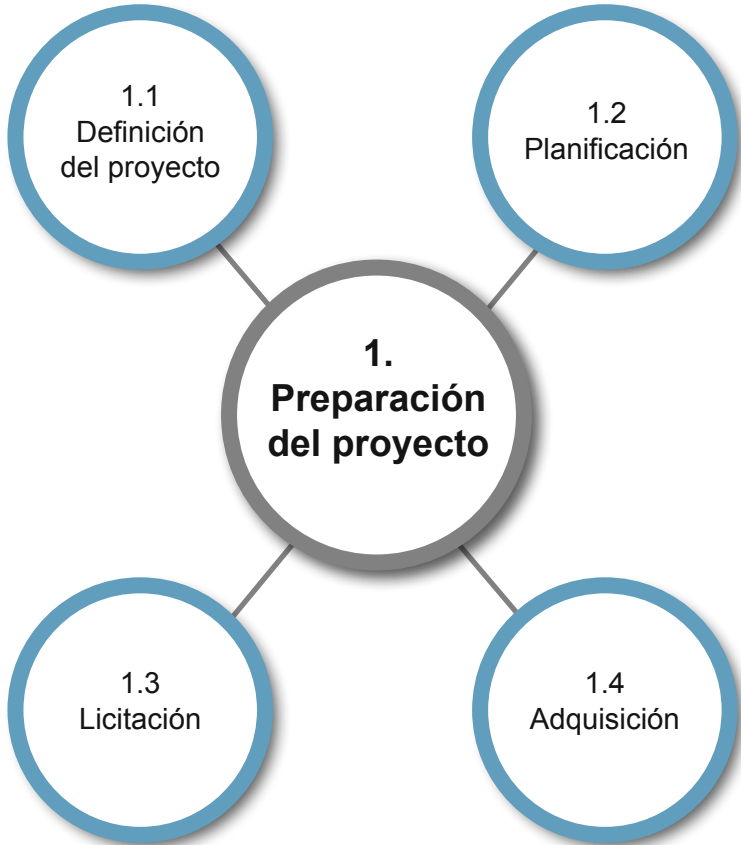 1.1
Definición
del proyecto
1.2
Planificación
1.
Preparación
del proyecto
1.3
Licitación
1.4
Adquisición